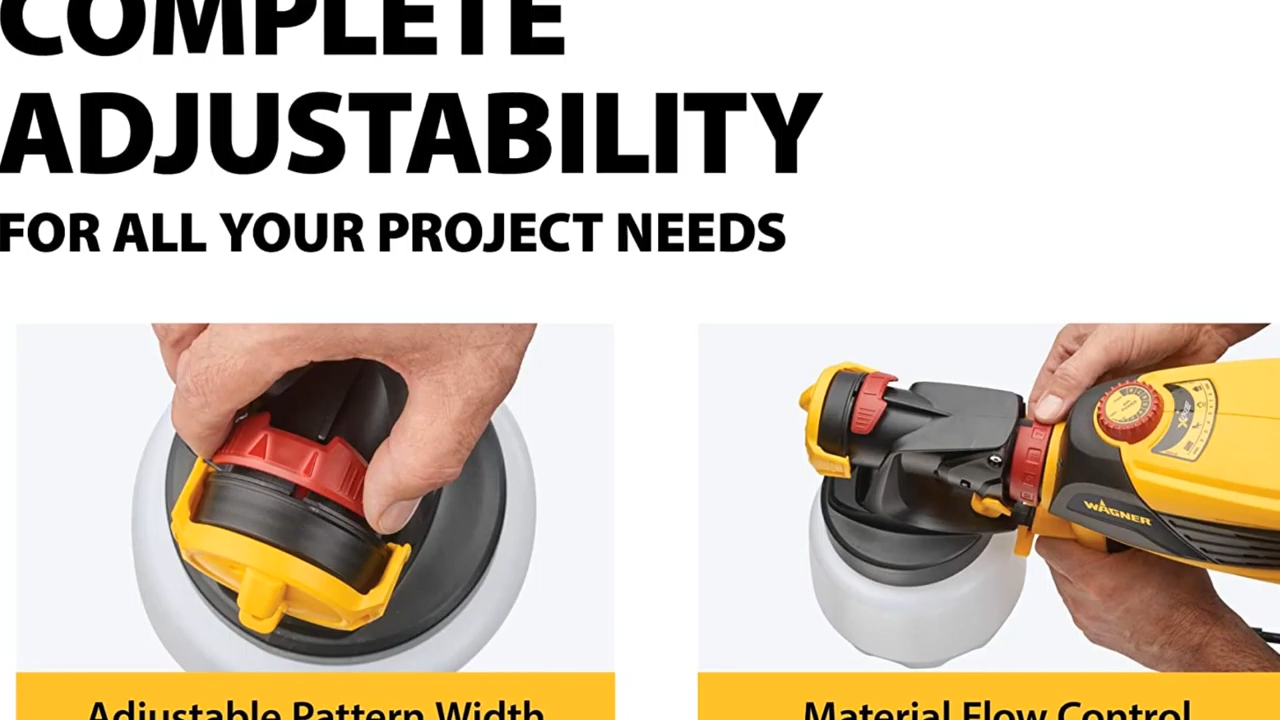 COMPLETE
ADJUSTABILITY
FOR ALL YOUR PROJECT NEEDS
WAGNER
Adjustable Pattern Width
Material Flow Control